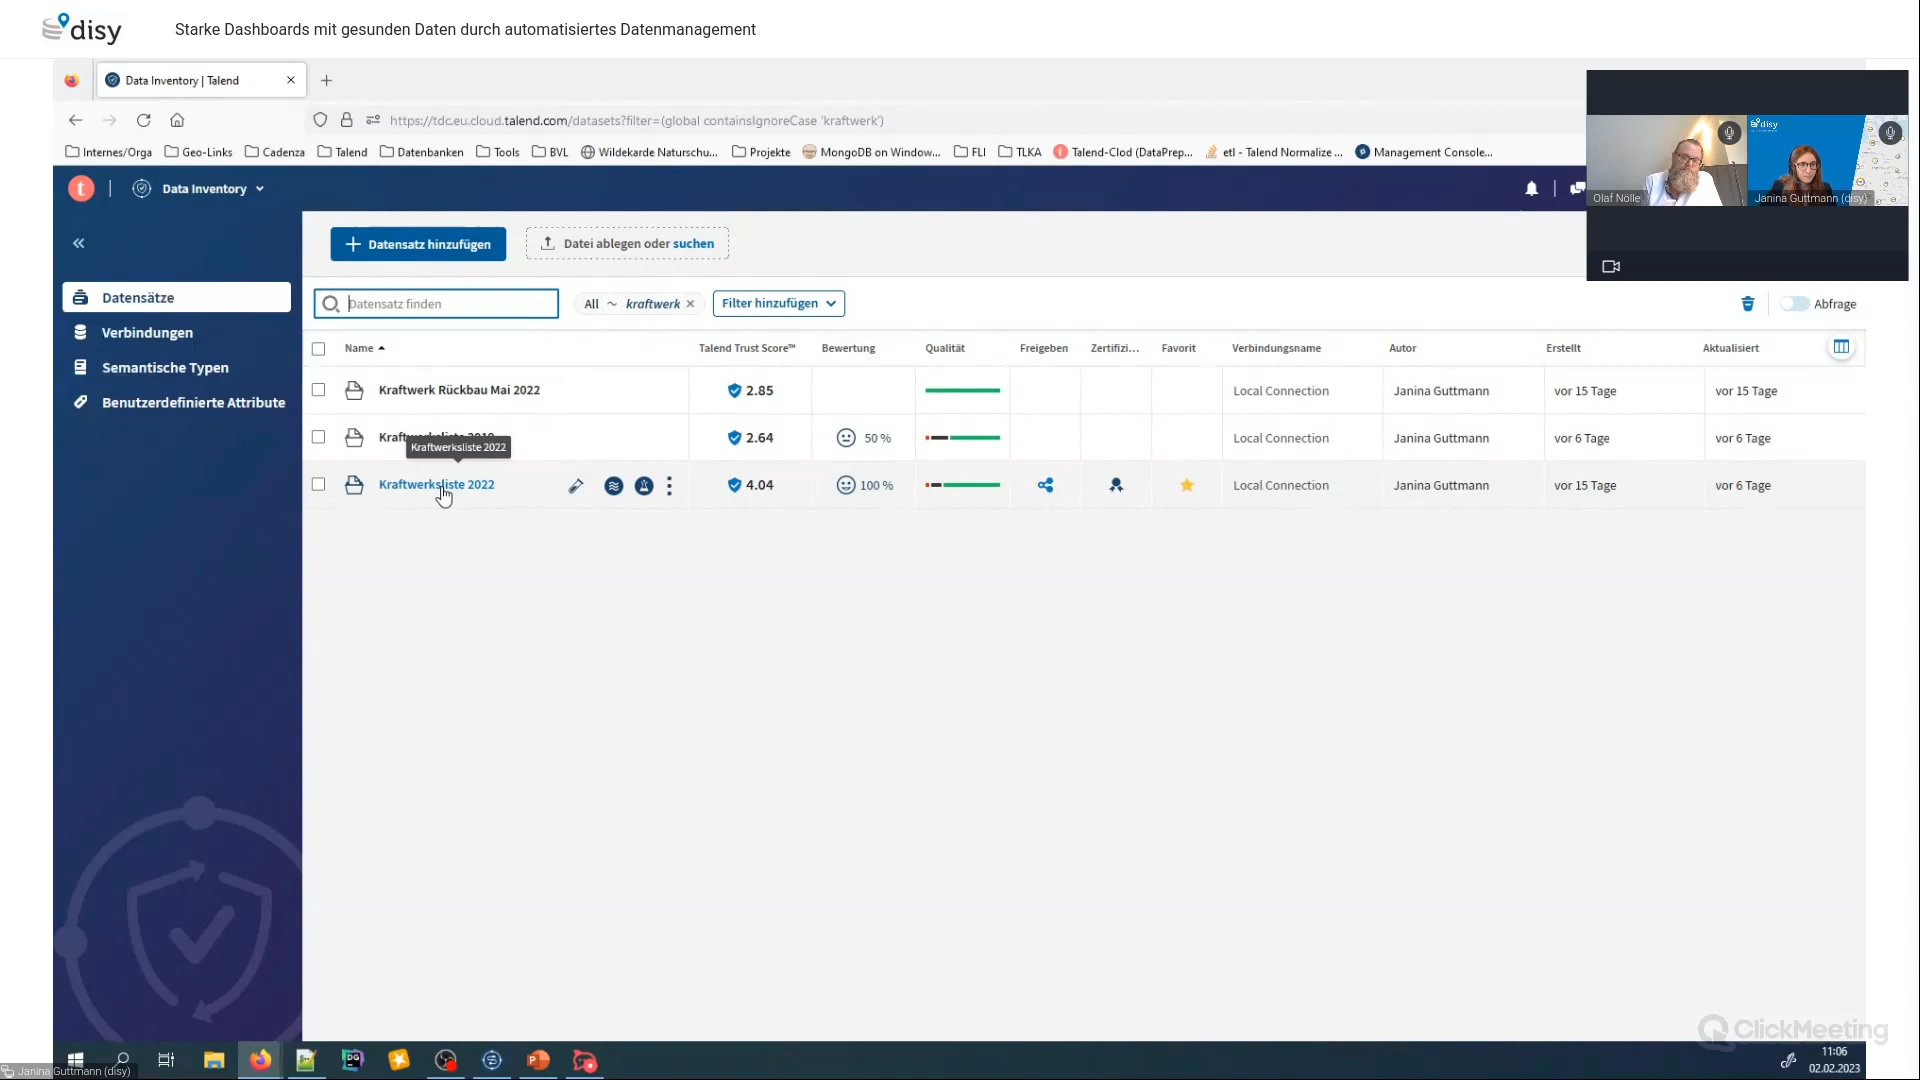 disy
Starke Dashboards mit gesunden Daten durch automatisiertes Datenmanagement
Data Inventory | Talend
https://tdc.eu.cloud.talend.com/datasets?filter=(global containsIgnoreCase 'kraftwerk')
Internes/Orga Geo-Links Cadenza Talend Datenbanken Tools BVL Wildekarde Naturschu... Projekte MongoDB on Window... FLI TLKA Talend-Clod (DataPrep... etl - Talend Normalize ... Management Console...
disy
Olaf Nölle
Janina Guttmann (disy)
t | Data Inventory
Datensatz hinzufügen
Datei ablegen oder suchen
Datensätze
Verbindungen
Semantische Typen
Benutzerdefinierte Attribute
Datensatz finden
All ~ kraftwerk
Filter hinzufügen
Abfrage
Name Talend Trust Score™ Bewertung Qualität Freigeben Zertifizi... Favorit Verbindungsname Autor Erstellt Aktualisiert
Kraftwerk Rückbau Mai 2022 2.85 Local Connection Janina Guttmann vor 15 Tage vor 15 Tage
2.64 50 % Local Connection Janina Guttmann vor 6 Tage vor 6 Tage
Kraftwerksliste 2022
Kraftwerksliste 2022 4.04 100 % Local Connection Janina Guttmann vor 15 Tage vor 6 Tage
ClickMeeting
DG
P
11:06
02.02.2023
Janina Guttmann (disy)